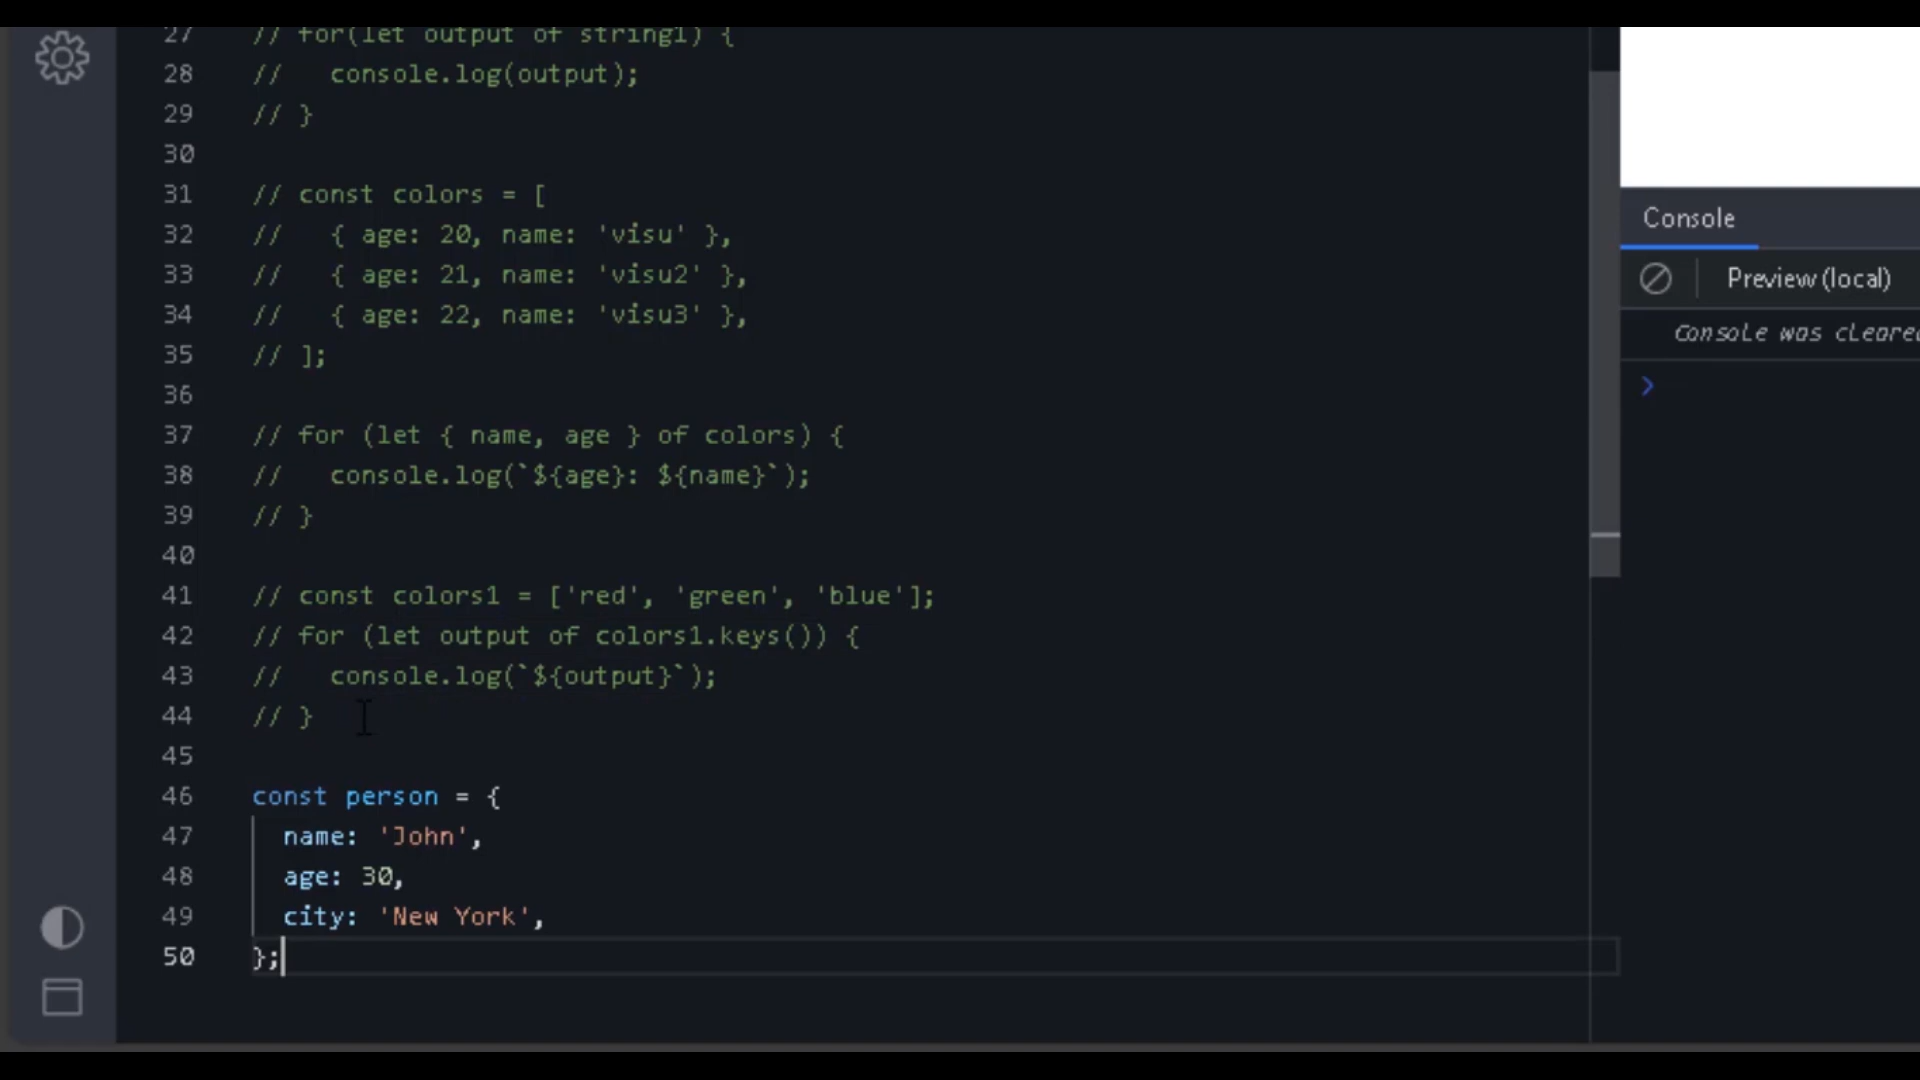 27 // for(let output of string1) {
28 //   console.log(output);
29 // }
30
31 // const colors = [
32 //   { age: 20, name: 'visu' },
33 //   { age: 21, name: 'visu2' },
34 //   { age: 22, name: 'visu3' },
35 // ];
36
37 // for (let { name, age } of colors) {
38 //   console.log(`${age}: ${name}`);
39 // }
40
41 // const colors1 = ['red', 'green', 'blue'];
42 // for (let output of colors1.keys()) {
43 //   console.log(`${output}`);
44 // }
45
46 const person = {
47   name: 'John',
48   age: 30,
49   city: 'New York',
50 };
Console
Preview (local)
Console was cleared